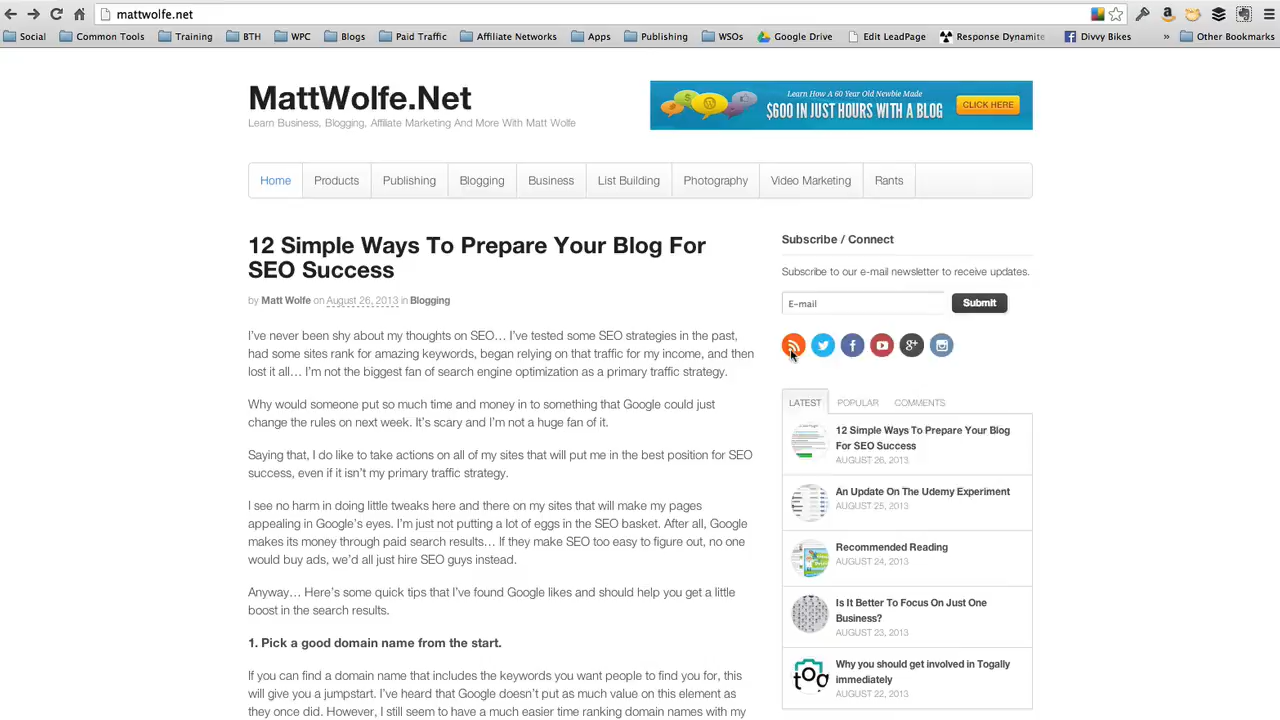 mattwolfe.net
Social Common Tools Training BTH WPC Blogs Paid Traffic Affiliate Networks Apps Publishing WSOs Google Drive Edit LeadPage Response Dynamite Divvy Bikes » Other Bookmarks
MattWolfe.Net
Learn Business, Blogging, Affiliate Marketing And More With Matt Wolfe
Learn How A 60 Year Old Newbie Made
$600 IN JUST HOURS WITH A BLOG
CLICK HERE
Home Products Publishing Blogging Business List Building Photography Video Marketing Rants
12 Simple Ways To Prepare Your Blog For
SEO Success
by Matt Wolfe on August 26, 2013 in Blogging
I've never been shy about my thoughts on SEO… I've tested some SEO strategies in the past,
had some sites rank for amazing keywords, began relying on that traffic for my income, and then
lost it all… I'm not the biggest fan of search engine optimization as a primary traffic strategy.
Why would someone put so much time and money in to something that Google could just
change the rules on next week. It's scary and I'm not a huge fan of it.
Saying that, I do like to take actions on all of my sites that will put me in the best position for SEO
success, even if it isn't my primary traffic strategy.
I see no harm in doing little tweaks here and there on my sites that will make my pages
appealing in Google's eyes. I'm just not putting a lot of eggs in the SEO basket. After all, Google
makes its money through paid search results… If they make SEO too easy to figure out, no one
would buy ads, we'd all just hire SEO guys instead.
Anyway… Here's some quick tips that I've found Google likes and should help you get a little
boost in the search results.
1. Pick a good domain name from the start.
If you can find a domain name that includes the keywords you want people to find you for, this
will give you a jumpstart. I've heard that Google doesn't put as much value on this element as
they once did. However, I still seem to have a much easier time ranking domain names with my
Subscribe / Connect
Subscribe to our e-mail newsletter to receive updates.
E-mail
Submit
LATEST POPULAR COMMENTS
12 Simple Ways To Prepare Your Blog
For SEO Success
AUGUST 26, 2013
An Update On The Udemy Experiment
AUGUST 25, 2013
Recommended Reading
AUGUST 24, 2013
Is It Better To Focus On Just One
Business?
AUGUST 23, 2013
Why you should get involved in Togally
immediately
AUGUST 22, 2013